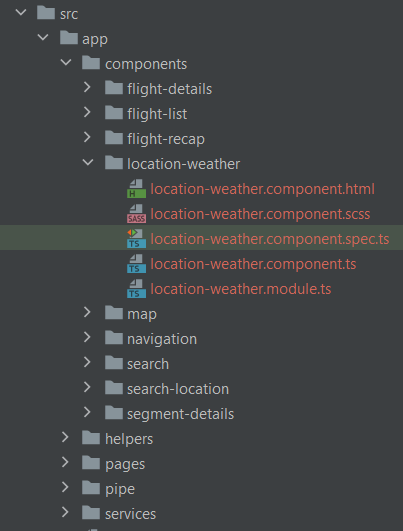 src
app
components
flight-details
flight-list
flight-recap
location-weather
H location-weather.component.html
SASS location-weather.component.scss
TS location-weather.component.spec.ts
TS location-weather.component.ts
TS location-weather.module.ts
map
navigation
search
search-location
segment-details
helpers
pages
pipe
services